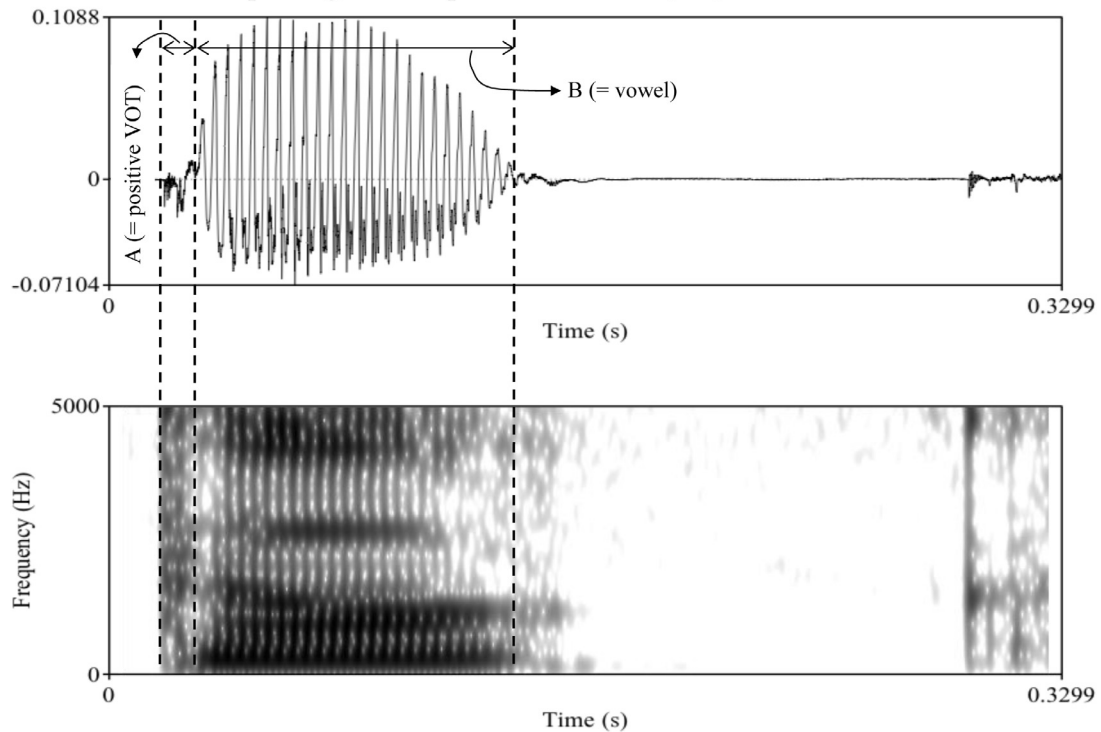 0.1088
B (= vowel)
A (= positive VOT)
0
-0.07104
0
0.3299
Time (s)
5000
Frequency (Hz)
0
0
0.3299
Time (s)